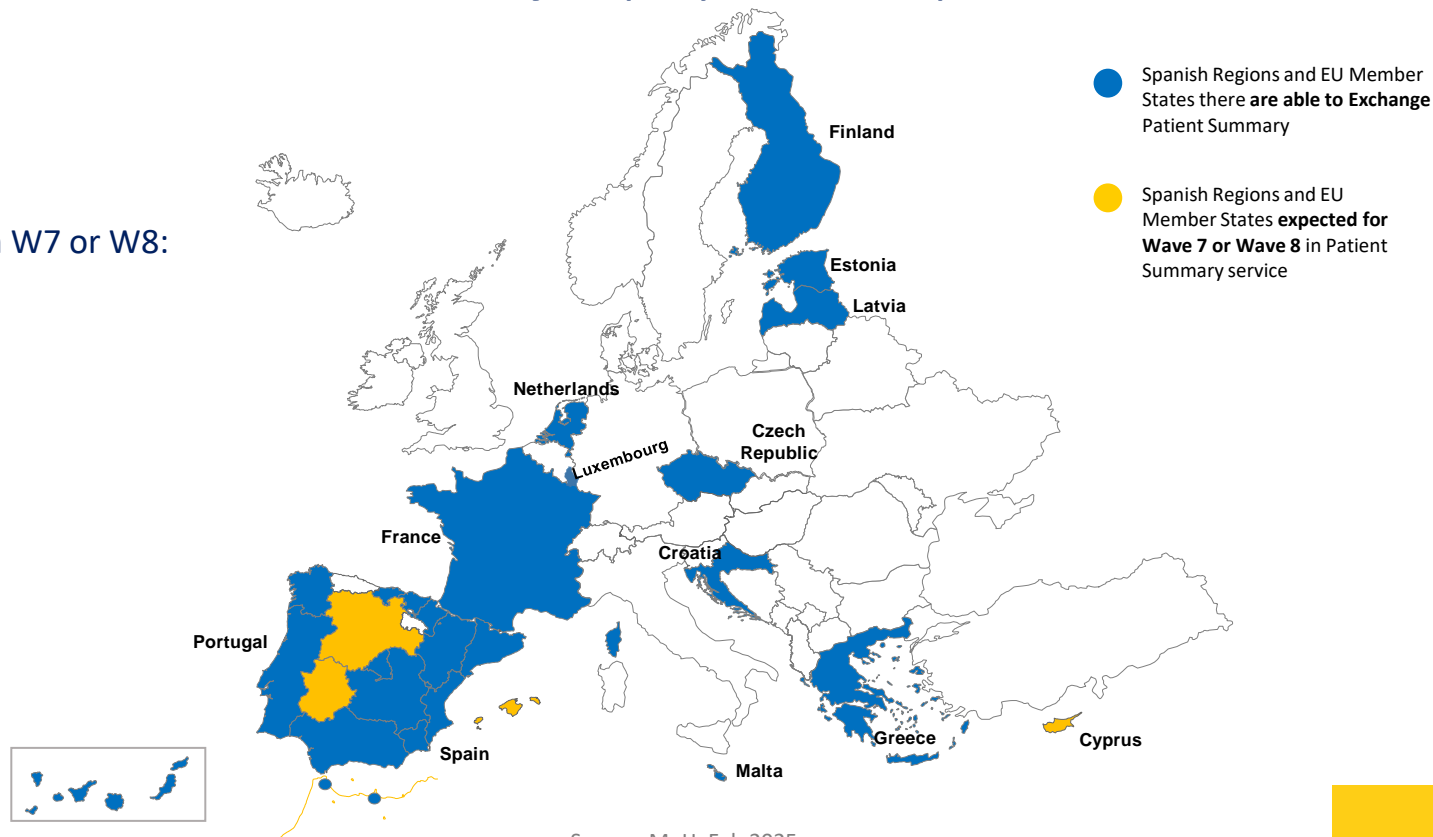 Spanish Regions and EU Member
States there are able to Exchange
Patient Summary
Finland
Spanish Regions and EU
Member States expected for
Wave 7 or Wave 8 in Patient
Summary service
W7 or W8:
Estonia
Latvia
Netherlands
Czech
Republic
Luxembourg
France
Croatia
Portugal
Spain
Greece
Cyprus
Malta